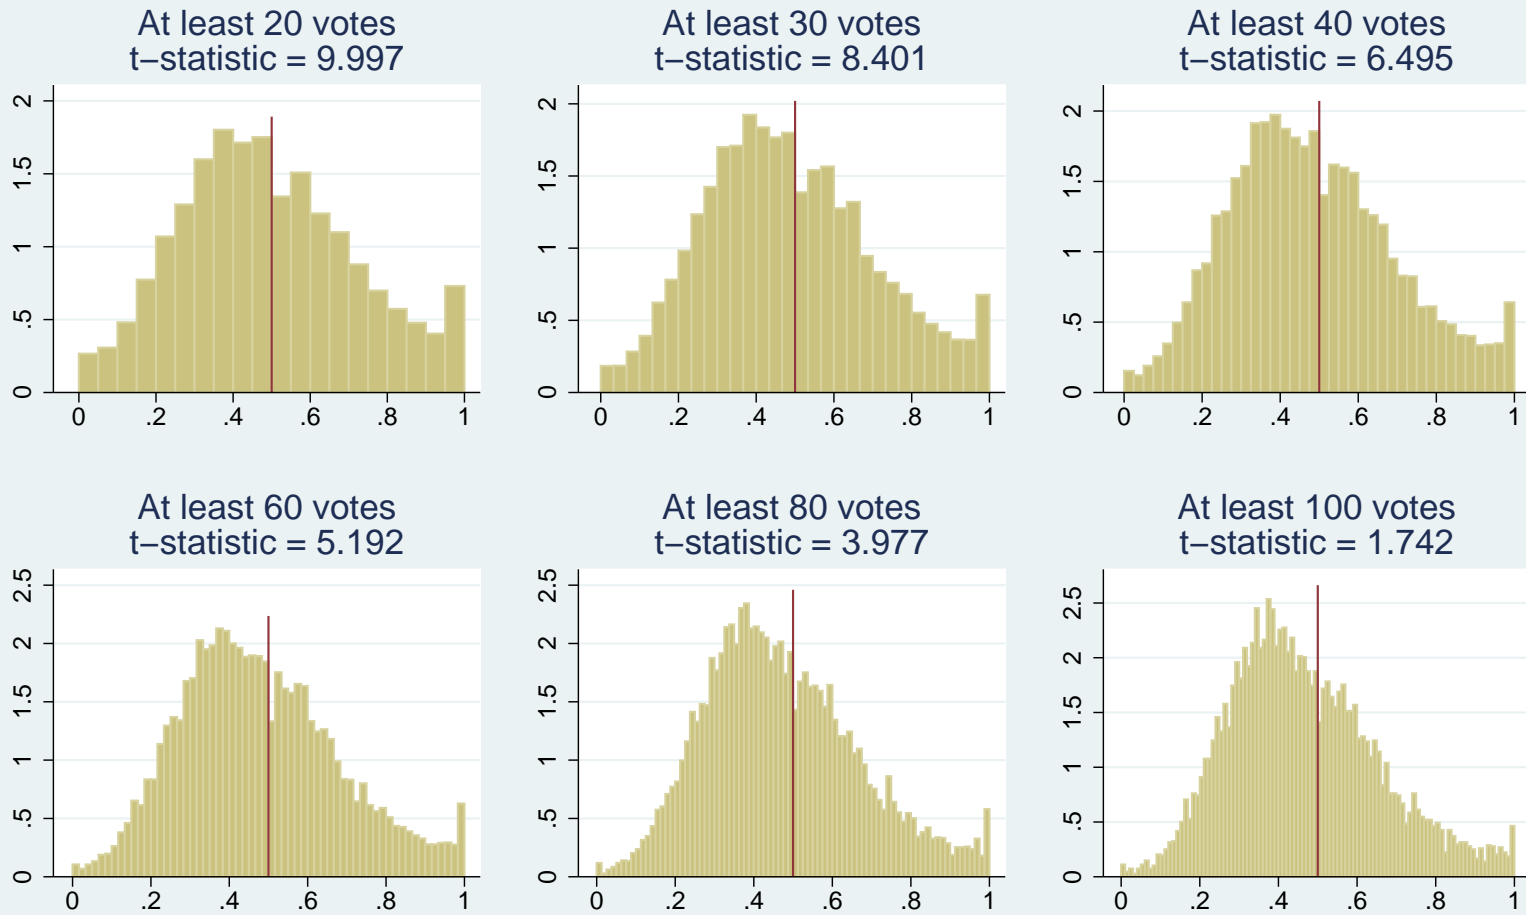 At least 20 votes
t−statistic = 9.997
0 .5 1 1.5 2
0 .2 .4 .6 .8 1
At least 30 votes
t−statistic = 8.401
0 .5 1 1.5 2
0 .2 .4 .6 .8 1
At least 40 votes
t−statistic = 6.495
0 .5 1 1.5 2
0 .2 .4 .6 .8 1
At least 60 votes
t−statistic = 5.192
0 .5 1 1.5 2 2.5
0 .2 .4 .6 .8 1
At least 80 votes
t−statistic = 3.977
0 .5 1 1.5 2 2.5
0 .2 .4 .6 .8 1
At least 100 votes
t−statistic = 1.742
0 .5 1 1.5 2 2.5
0 .2 .4 .6 .8 1